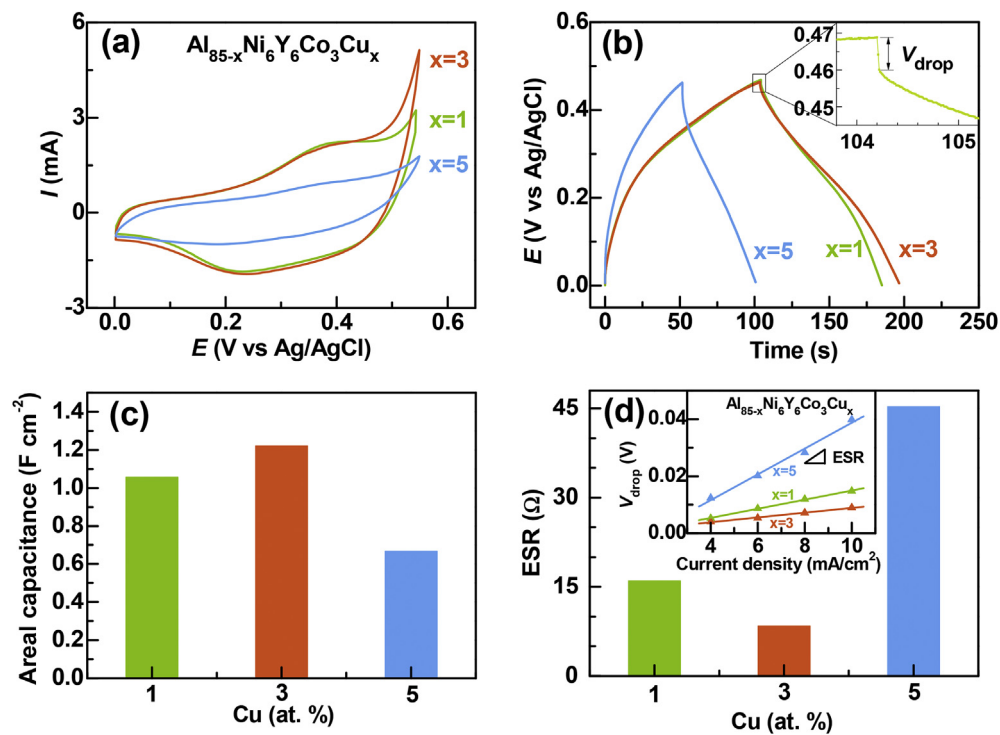 (a)
Al85-xNi6Y6Co3Cux
x=3
x=1
x=5
6
3
0
-3
I (mA)
0.0 0.2 0.4 0.6
E (V vs Ag/AgCl)
(b)
0.6
0.4
0.2
0.0
E (V vs Ag/AgCl)
0.47
0.46
0.45
Vdrop
104 105
x=5 x=1 x=3
0 50 100 150 200 250
Time (s)
(c)
1.4
1.2
1.0
0.8
0.6
0.4
0.2
0.0
Areal capacitance (F cm-2)
1 3 5
Cu (at. %)
(d)
45
30
15
0
ESR (Ω)
Al85-xNi6Y6Co3Cux
0.04
0.02
0.00
Vdrop (V)
ESR
x=5
x=1
x=3
4 6 8 10
Current density (mA/cm2)
1 3 5
Cu (at. %)